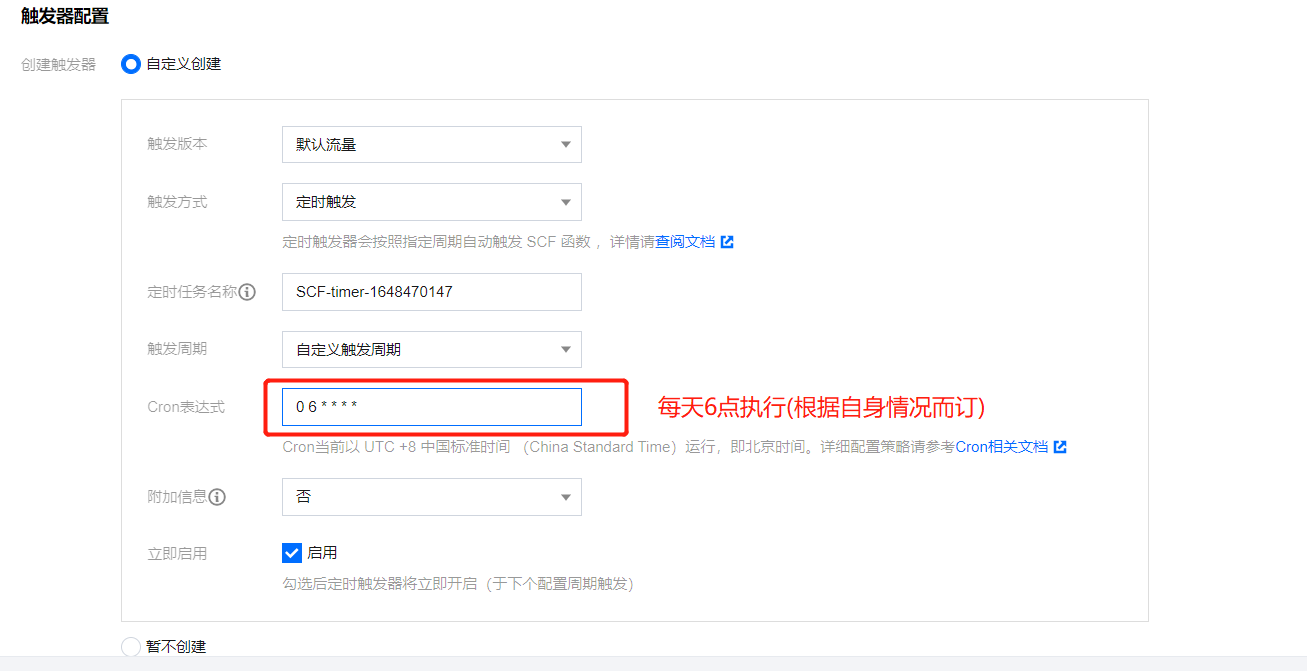 触发器配置
创建触发器 自定义创建
触发版本 默认流量
触发方式 定时触发
定时触发器会按照指定周期自动触发 SCF 函数 ，详情请查阅文档
定时任务名称 SCF-timer-1648470147
触发周期 自定义触发周期
Cron表达式 0 6 * * * * 每天6点执行(根据自身情况而订)
Cron当前以 UTC +8 中国标准时间 （China Standard Time）运行，即北京时间。详细配置策略请参考Cron相关文档
附加信息 否
立即启用 启用
勾选后定时触发器将立即开启（于下个配置周期触发）
暂不创建